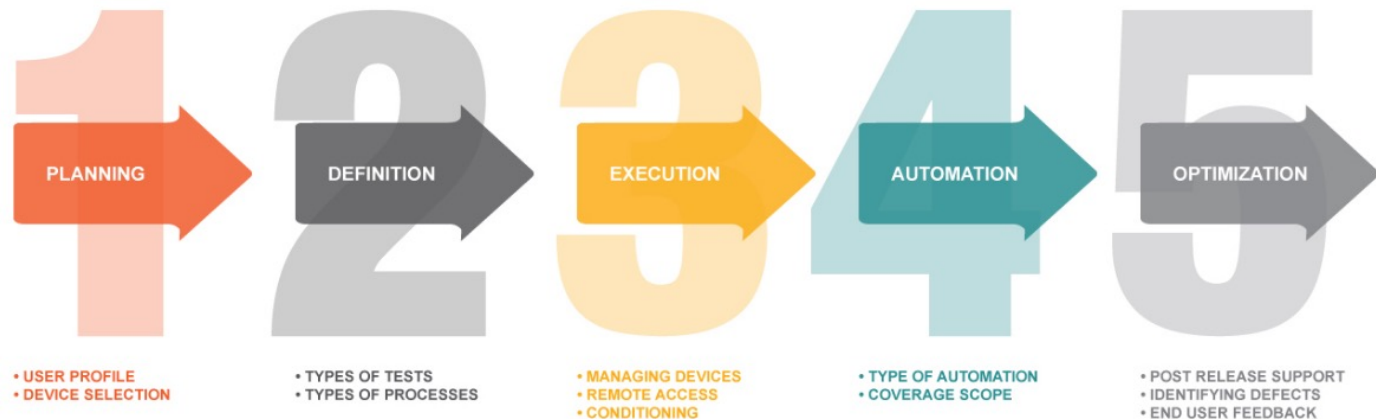 1
PLANNING
• USER PROFILE
• DEVICE SELECTION
2
DEFINITION
• TYPES OF TESTS
• TYPES OF PROCESSES
3
EXECUTION
• MANAGING DEVICES
• REMOTE ACCESS
• CONDITIONING
4
AUTOMATION
• TYPE OF AUTOMATION
• COVERAGE SCOPE
5
OPTIMIZATION
• POST RELEASE SUPPORT
• IDENTIFYING DEFECTS
• END USER FEEDBACK